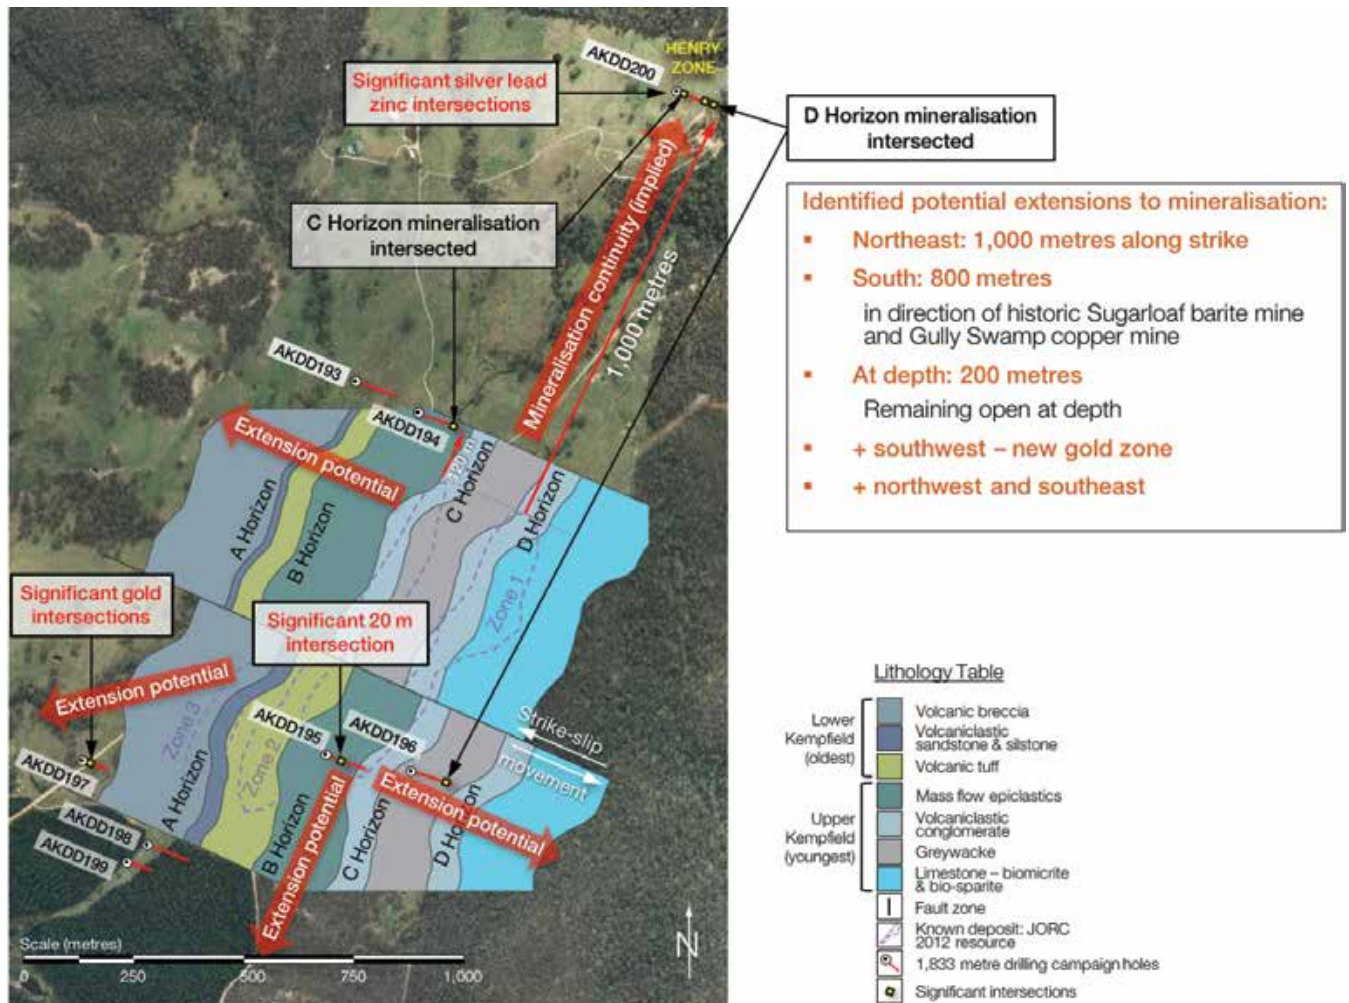 HENRY
ZONE
AKDD200
Significant silver lead
zinc intersections
D Horizon mineralisation
intersected
C Horizon mineralisation
intersected
Mineralisation continuity (implied)
1,000 metres
Identified potential extensions to mineralisation:
▪ Northeast: 1,000 metres along strike
▪ South: 800 metres
in direction of historic Sugarloaf barite mine
and Gully Swamp copper mine
▪ At depth: 200 metres
Remaining open at depth
▪ + southwest – new gold zone
▪ + northwest and southeast
AKDD193
AKDD194
Extension potential
120 m
A Horizon
B Horizon
C Horizon
D Horizon
Zone 1
Significant gold
intersections
Significant 20 m
intersection
Extension potential
Zone 3
AKDD195
AKDD196
Strike-slip
movement
Zone 2
AKDD197
AKDD198
AKDD199
A Horizon
B Horizon
C Horizon
D Horizon
Extension potential
Extension potential
Scale (metres)
0 250 500 750 1,000
N
Lithology Table
Lower
Kempfield
(oldest)
Volcanic breccia
Volcaniclastic
sandstone & silstone
Volcanic tuff
Upper
Kempfield
(youngest)
Mass flow epiclastics
Volcaniclastic
conglomerate
Greywacke
Limestone – biomicrite
& bio-sparite
Fault zone
Known deposit: JORC
2012 resource
1,833 metre drilling campaign holes
Significant intersections